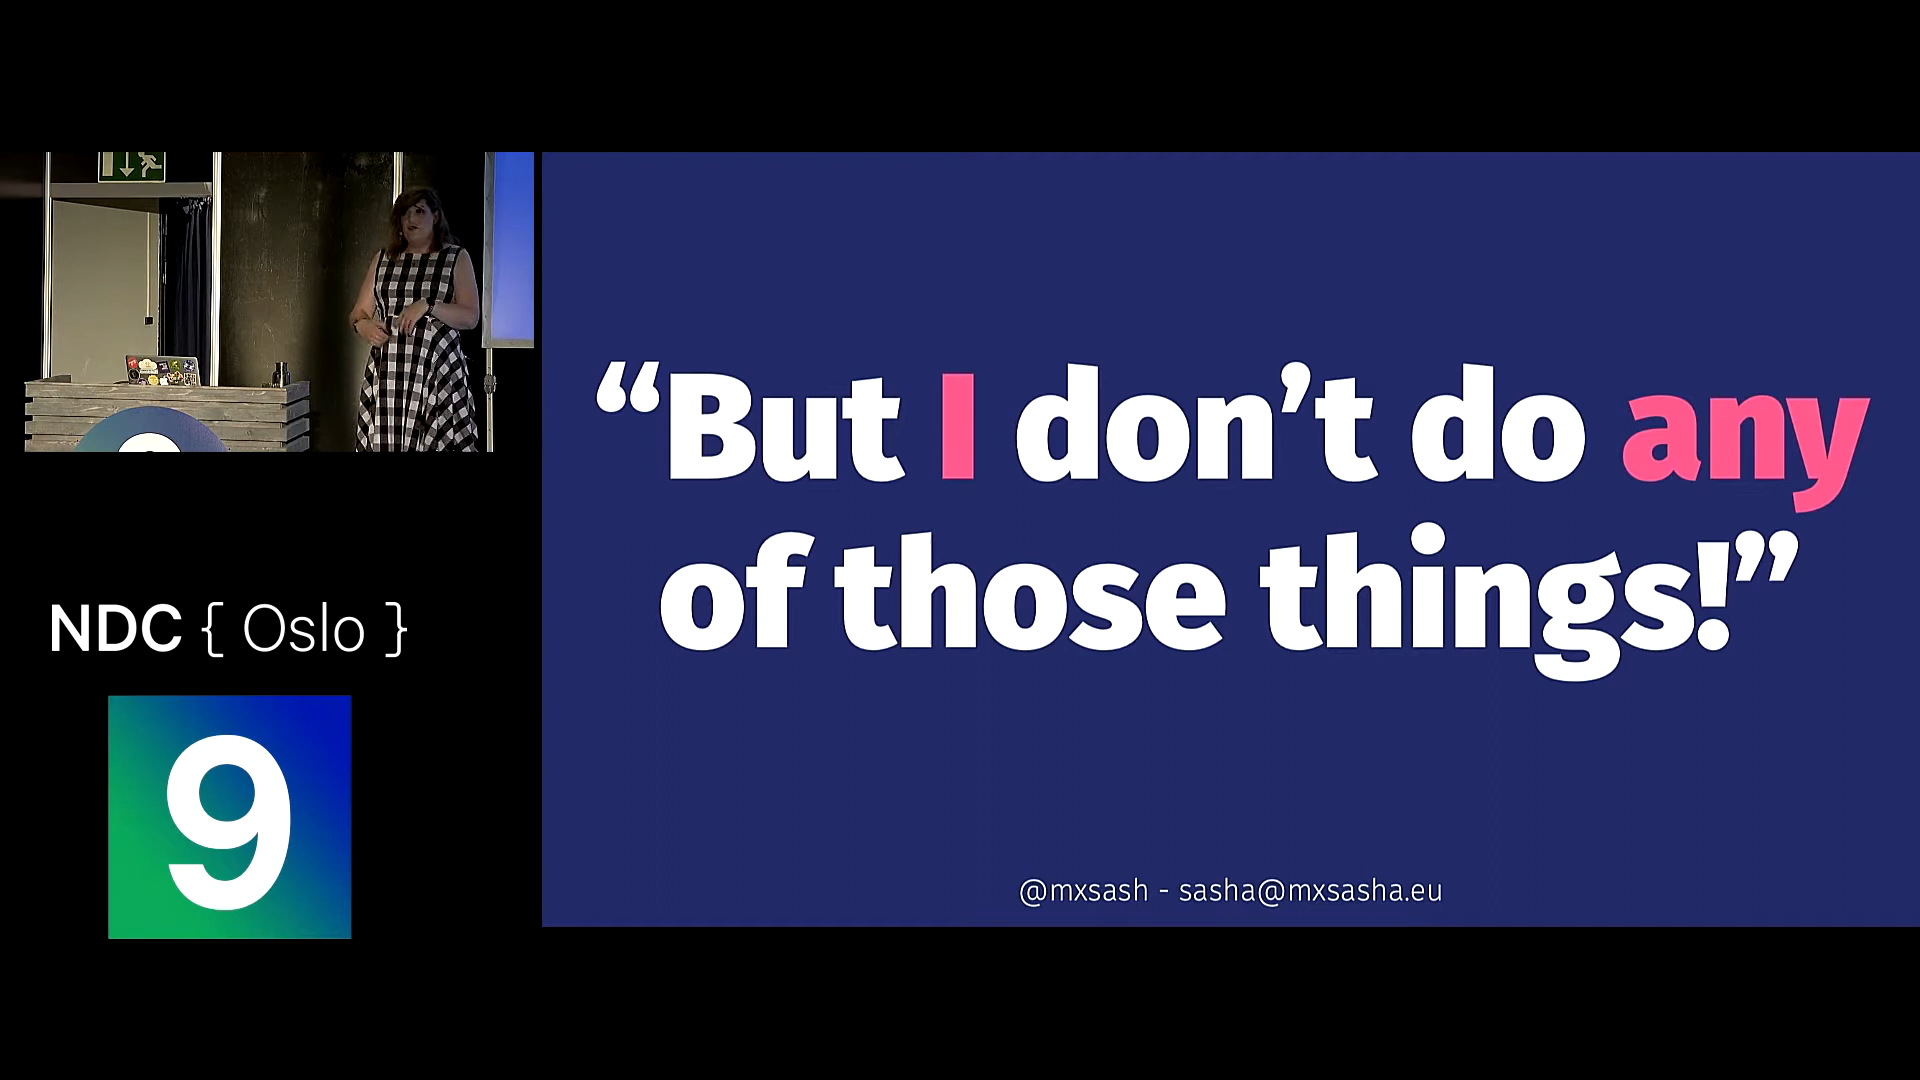 “But I don’t do any
of those things!”
@mxsash - sasha@mxsasha.eu
NDC { Oslo }
9